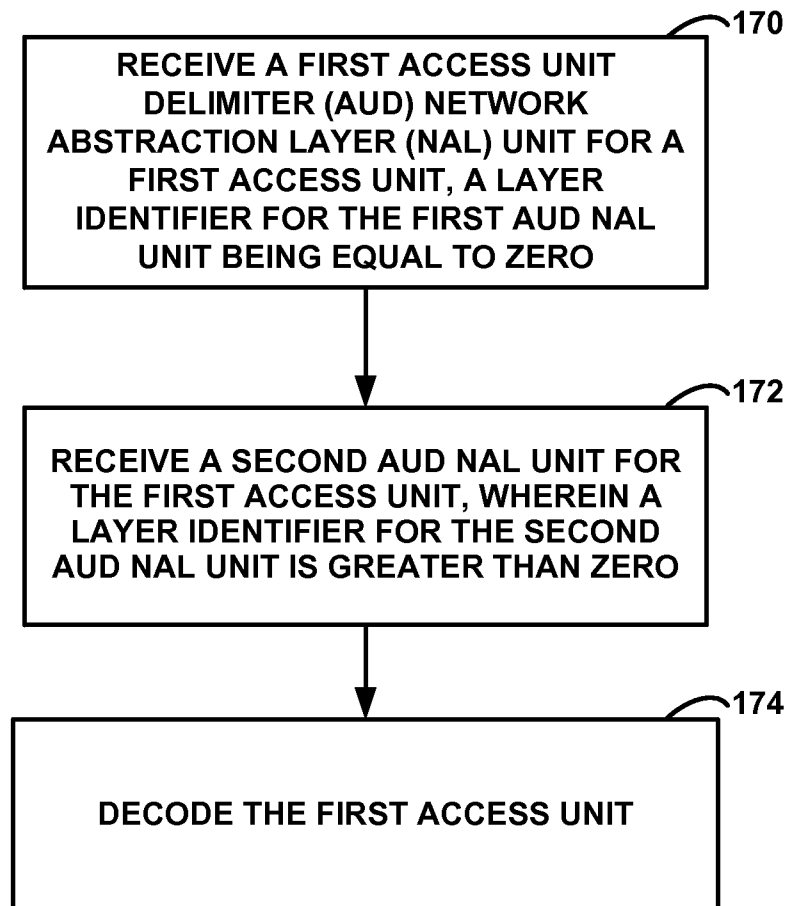 170
RECEIVE A FIRST ACCESS UNIT
DELIMITER (AUD) NETWORK
ABSTRACTION LAYER (NAL) UNIT FOR A
FIRST ACCESS UNIT, A LAYER
IDENTIFIER FOR THE FIRST AUD NAL
UNIT BEING EQUAL TO ZERO
172
RECEIVE A SECOND AUD NAL UNIT FOR
THE FIRST ACCESS UNIT, WHEREIN A
LAYER IDENTIFIER FOR THE SECOND
AUD NAL UNIT IS GREATER THAN ZERO
174
DECODE THE FIRST ACCESS UNIT